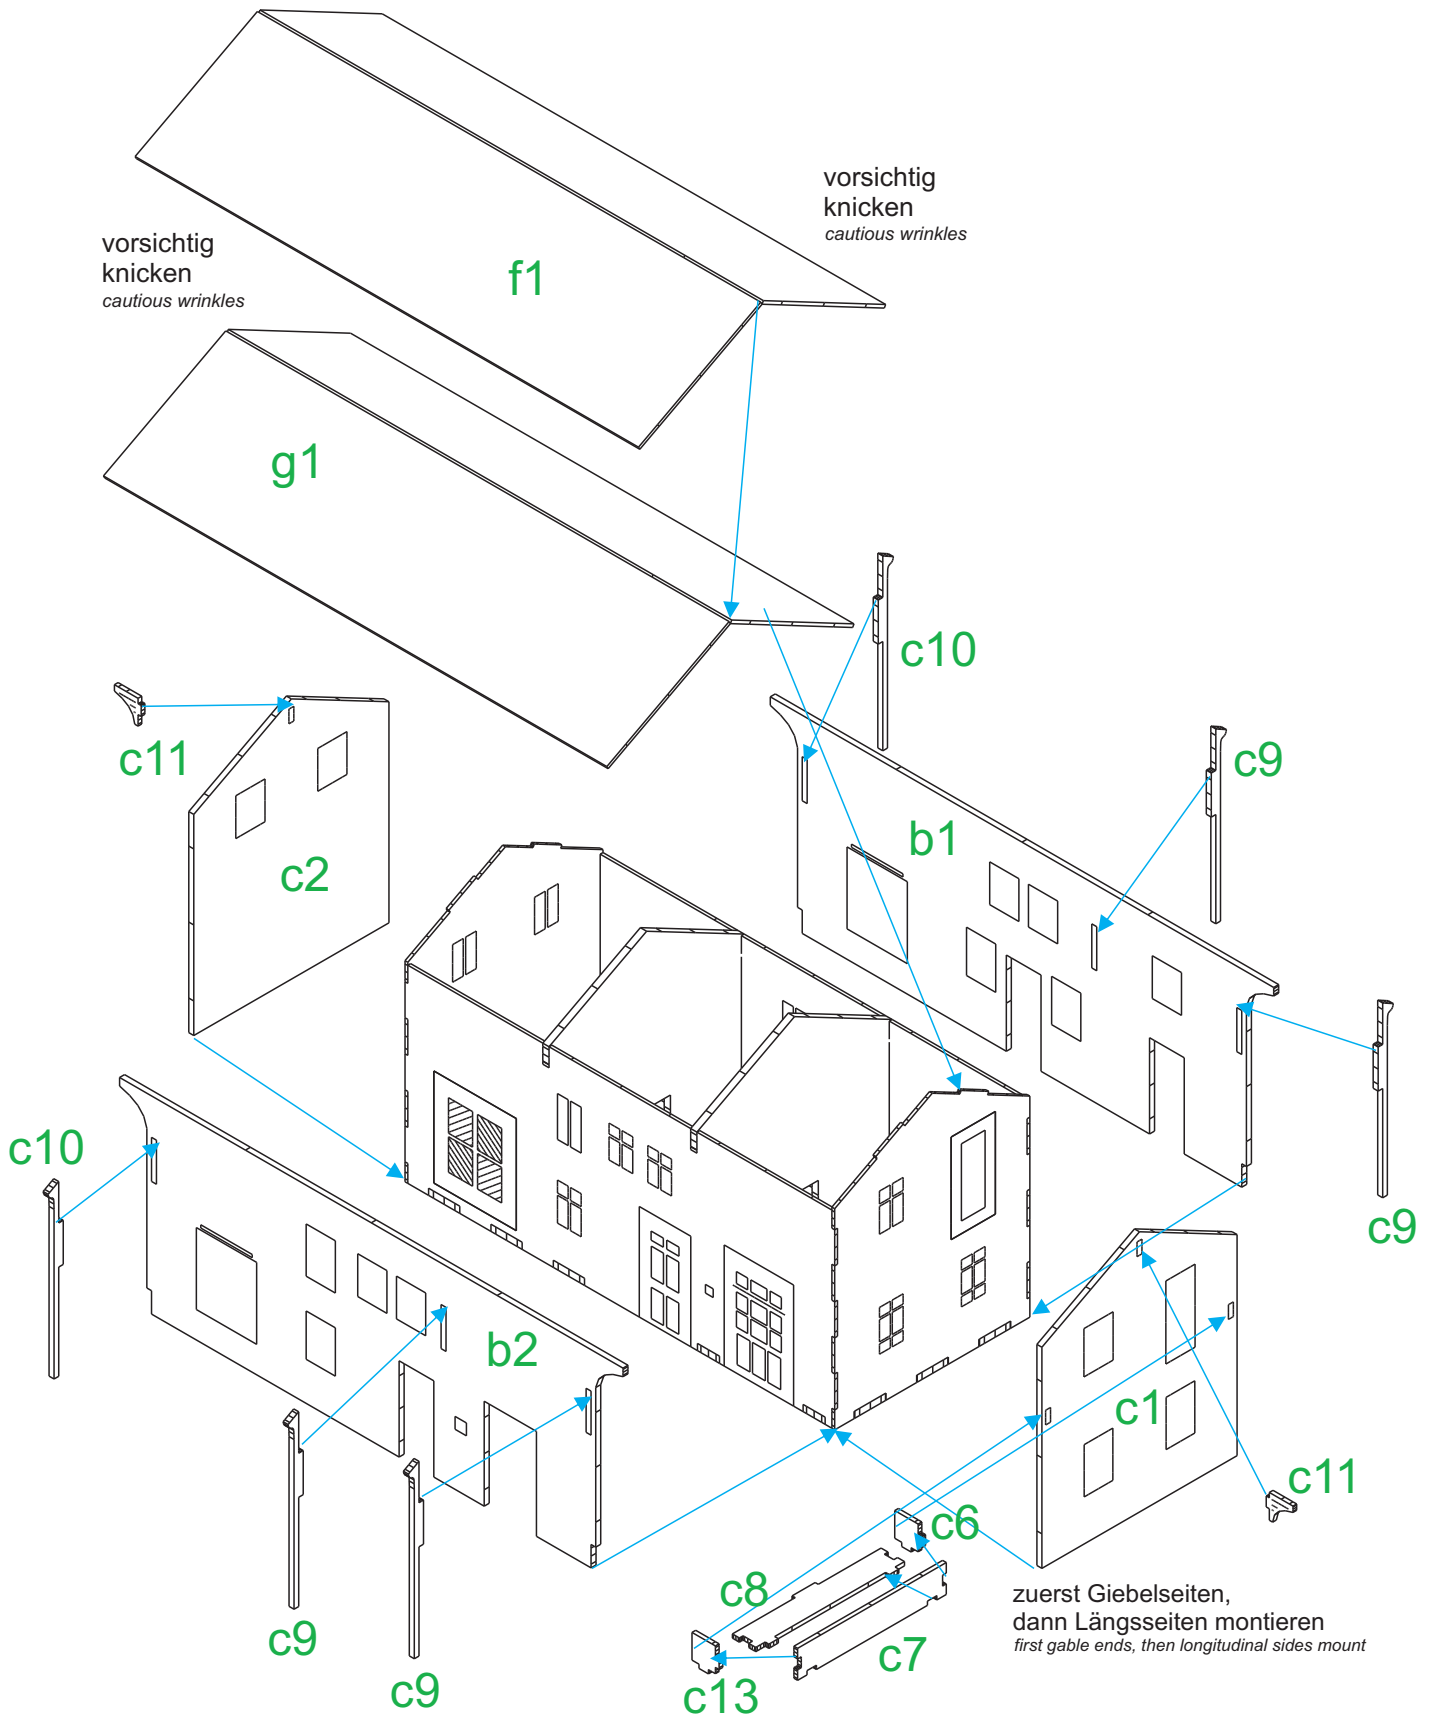 vorsichtig
knicken
cautious wrinkles
vorsichtig
knicken
cautious wrinkles
f1
g1
c10
c11
c9
b1
c2
c10
c9
b2
c1
c11
c6
c8
c9
c9
c7
c13
zuerst Giebelseiten,
dann Längsseiten montieren
first gable ends, then longitudinal sides mount